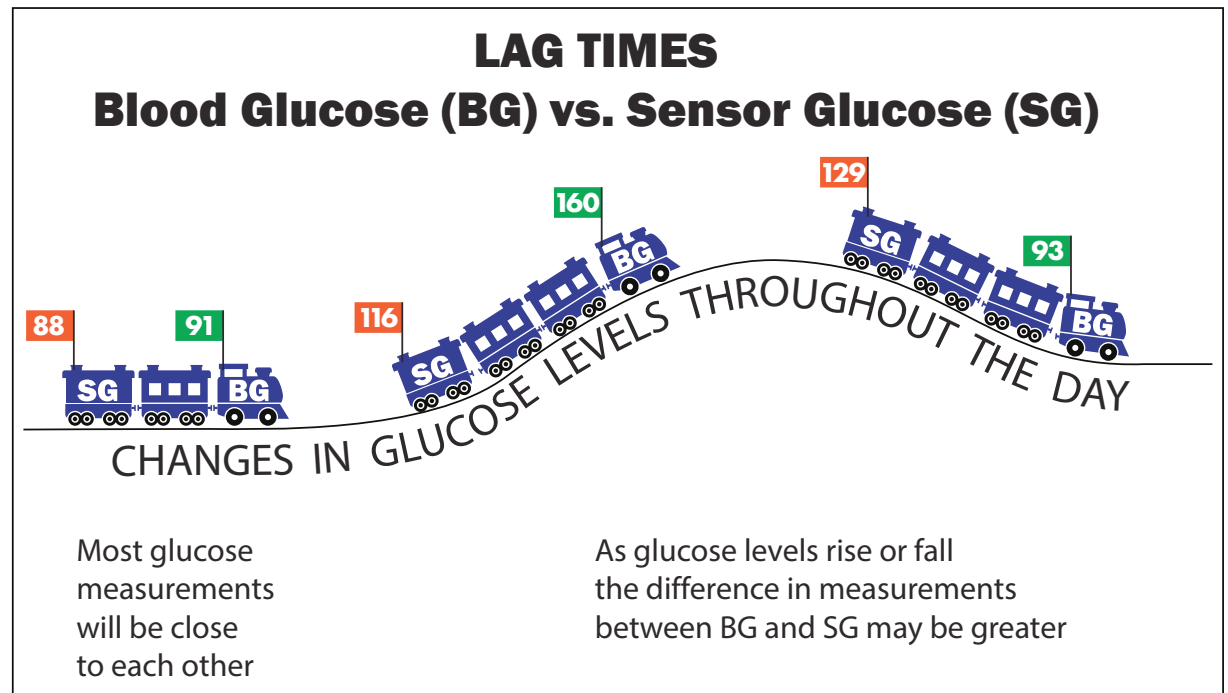 LAG TIMES
Blood Glucose (BG) vs. Sensor Glucose (SG)
88
91
SG
BG
116
160
SG
BG
129
93
SG
BG
CHANGES IN GLUCOSE LEVELS THROUGHOUT THE DAY
Most glucose
measurements
will be close
to each other
As glucose levels rise or fall
the difference in measurements
between BG and SG may be greater